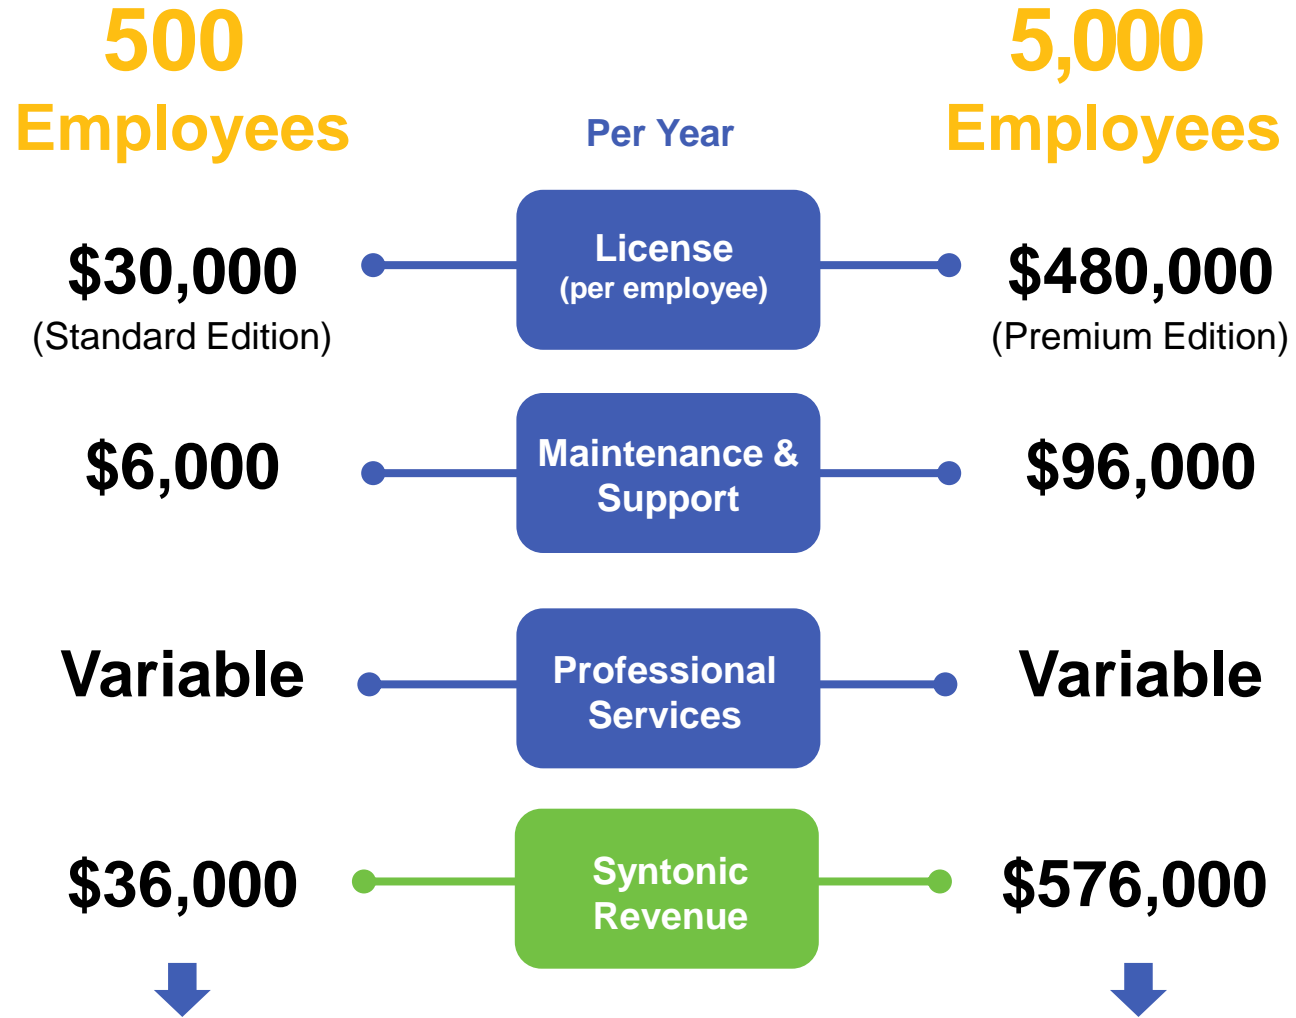 500
Employees
Per Year
5,000
Employees
$30,000
(Standard Edition)
License
(per employee)
$480,000
(Premium Edition)
$6,000
Maintenance &
Support
$96,000
Variable
Professional
Services
Variable
$36,000
Syntonic
Revenue
$576,000